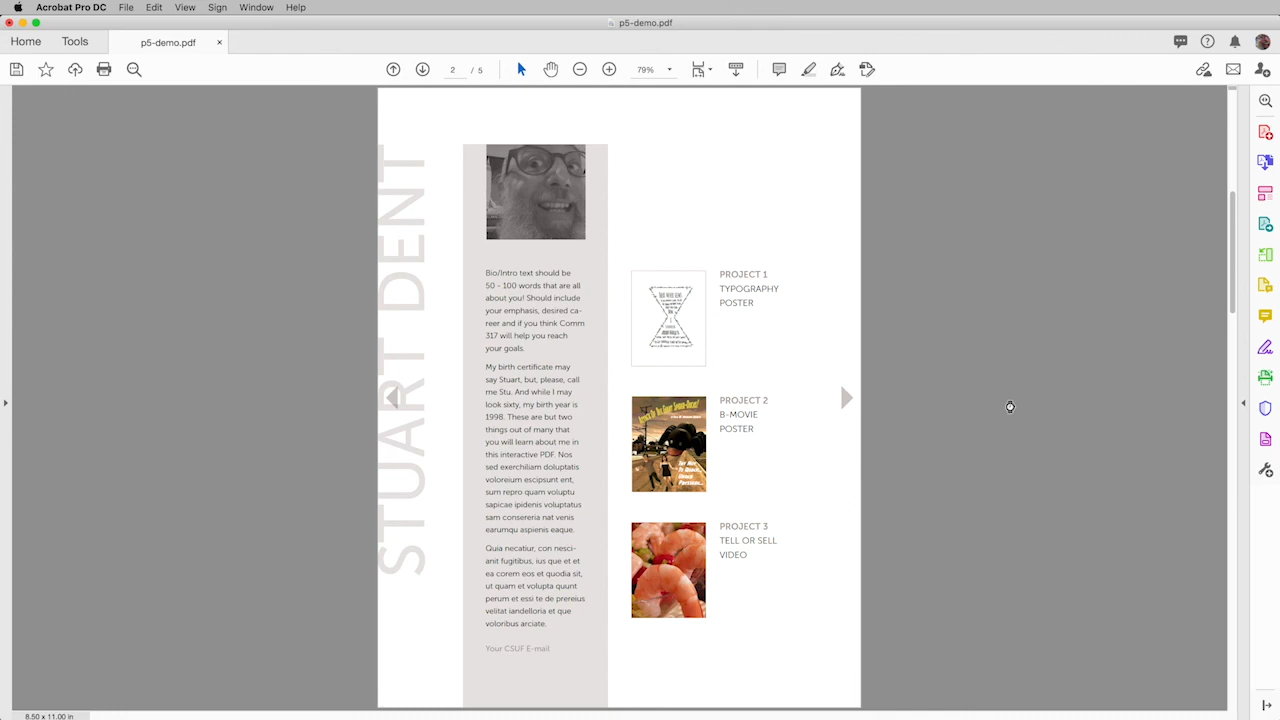 Acrobat Pro DC File Edit View Sign Window Help
p5-demo.pdf
Home Tools p5-demo.pdf ×
2 / 5 79%
STUART DENT
Bio/Intro text should be
50 - 100 words that are all
about you! Should include
your emphasis, desired ca-
reer and if you think Comm
317 will help you reach
your goals.
My birth certificate may
say Stuart, but, please, call
me Stu. And while I may
look sixty, my birth year is
1998. These are but two
things out of many that
you will learn about me in
this interactive PDF. Nos
sed exerchiliam doluptatis
voloreium escipsunt ent,
sum repro quam voluptu
sapicae ipidenis voluptatus
sam consereria nat venis
earumqu aspienis eaque.
Quia necatiur, con nesci-
anit fugitibus, ius que et et
ea corem eos et quodia sit,
ut quam et volupta quunt
perum et essi te de prereius
velitat iandelloria et que
voloribus arciate.
Your CSUF E-mail
PROJECT 1
TYPOGRAPHY
POSTER
PROJECT 2
B-MOVIE
POSTER
PROJECT 3
TELL OR SELL
VIDEO
8.50 x 11.00 in